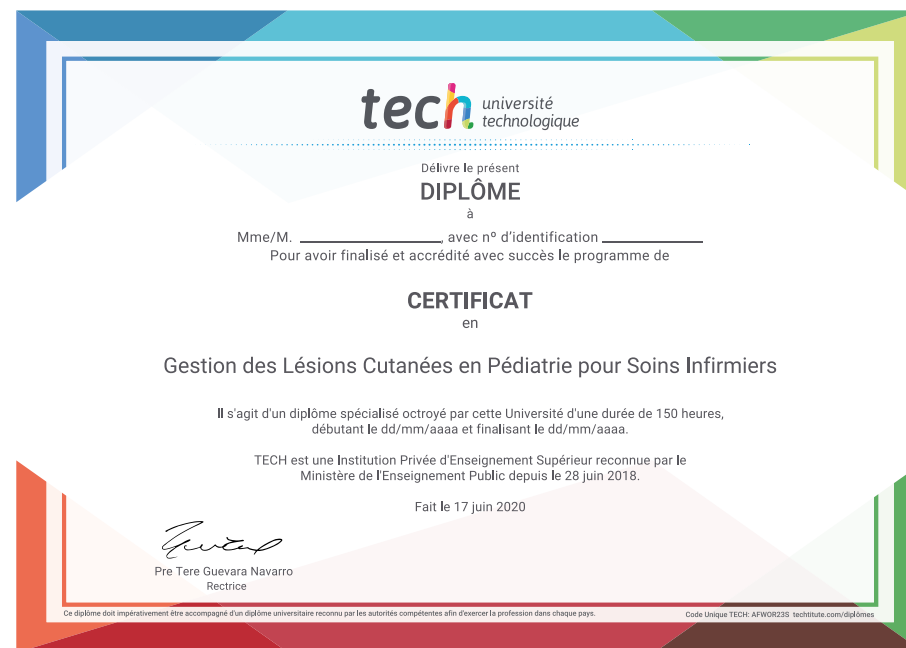 tech université
technologique
Délivre le présent
DIPLÔME
à
Mme/M. ____________________, avec nº d'identification ______________
Pour avoir finalisé et accrédité avec succès le programme de
CERTIFICAT
en
Gestion des Lésions Cutanées en Pédiatrie pour Soins Infirmiers
Il s'agit d'un diplôme spécialisé octroyé par cette Université d'une durée de 150 heures,
débutant le dd/mm/aaaa et finalisant le dd/mm/aaaa.
TECH est une Institution Privée d'Enseignement Supérieur reconnue par le
Ministère de l'Enseignement Public depuis le 28 juin 2018.
Fait le 17 juin 2020
Pre Tere Guevara Navarro
Rectrice
Ce diplôme doit impérativement être accompagné d'un diplôme universitaire reconnu par les autorités compétentes afin d'exercer la profession dans chaque pays.
Code Unique TECH: AFWOR23S techtitute.com/diplômes